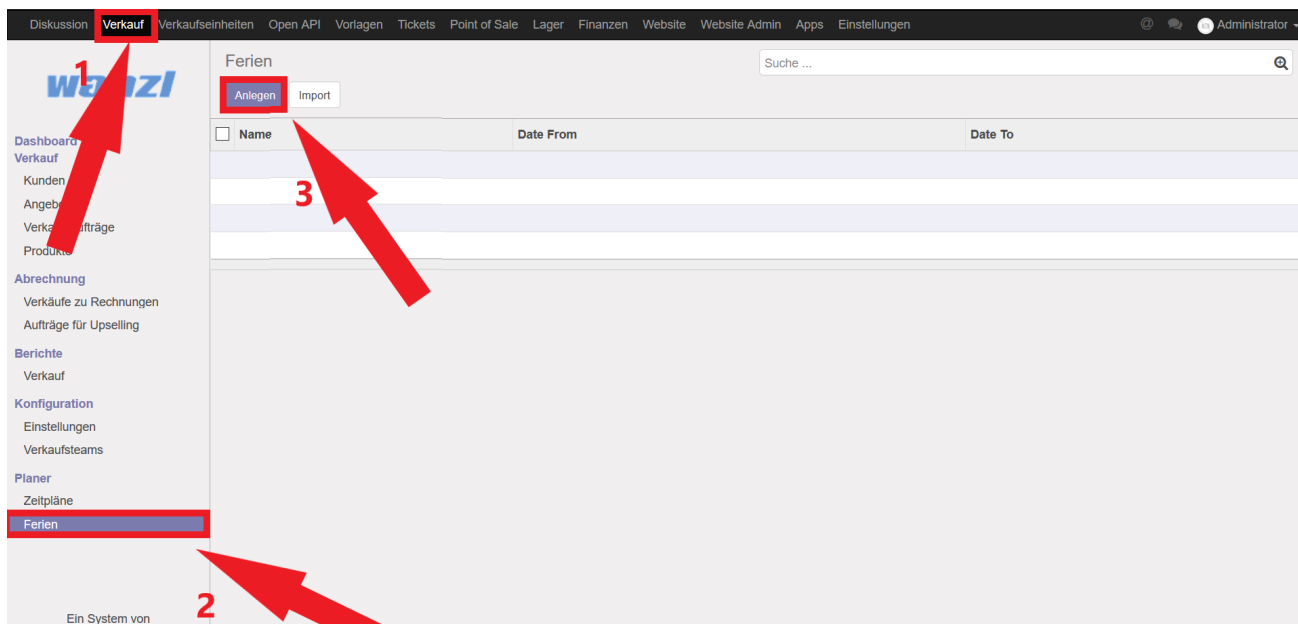 Diskussion Verkauf Verkaufseinheiten Open API Vorlagen Tickets Point of Sale Lager Finanzen Website Website Admin Apps Einstellungen @ Administrator
1
wanzl
Ferien
Suche ...
Anlegen Import
Name Date From Date To
Dashboard
Verkauf
Kunden
3
Produkte
Abrechnung
Verkäufe zu Rechnungen
Aufträge für Upselling
Berichte
Verkauf
Konfiguration
Einstellungen
Verkaufsteams
Planer
Zeitpläne
Ferien
2
Ein System von